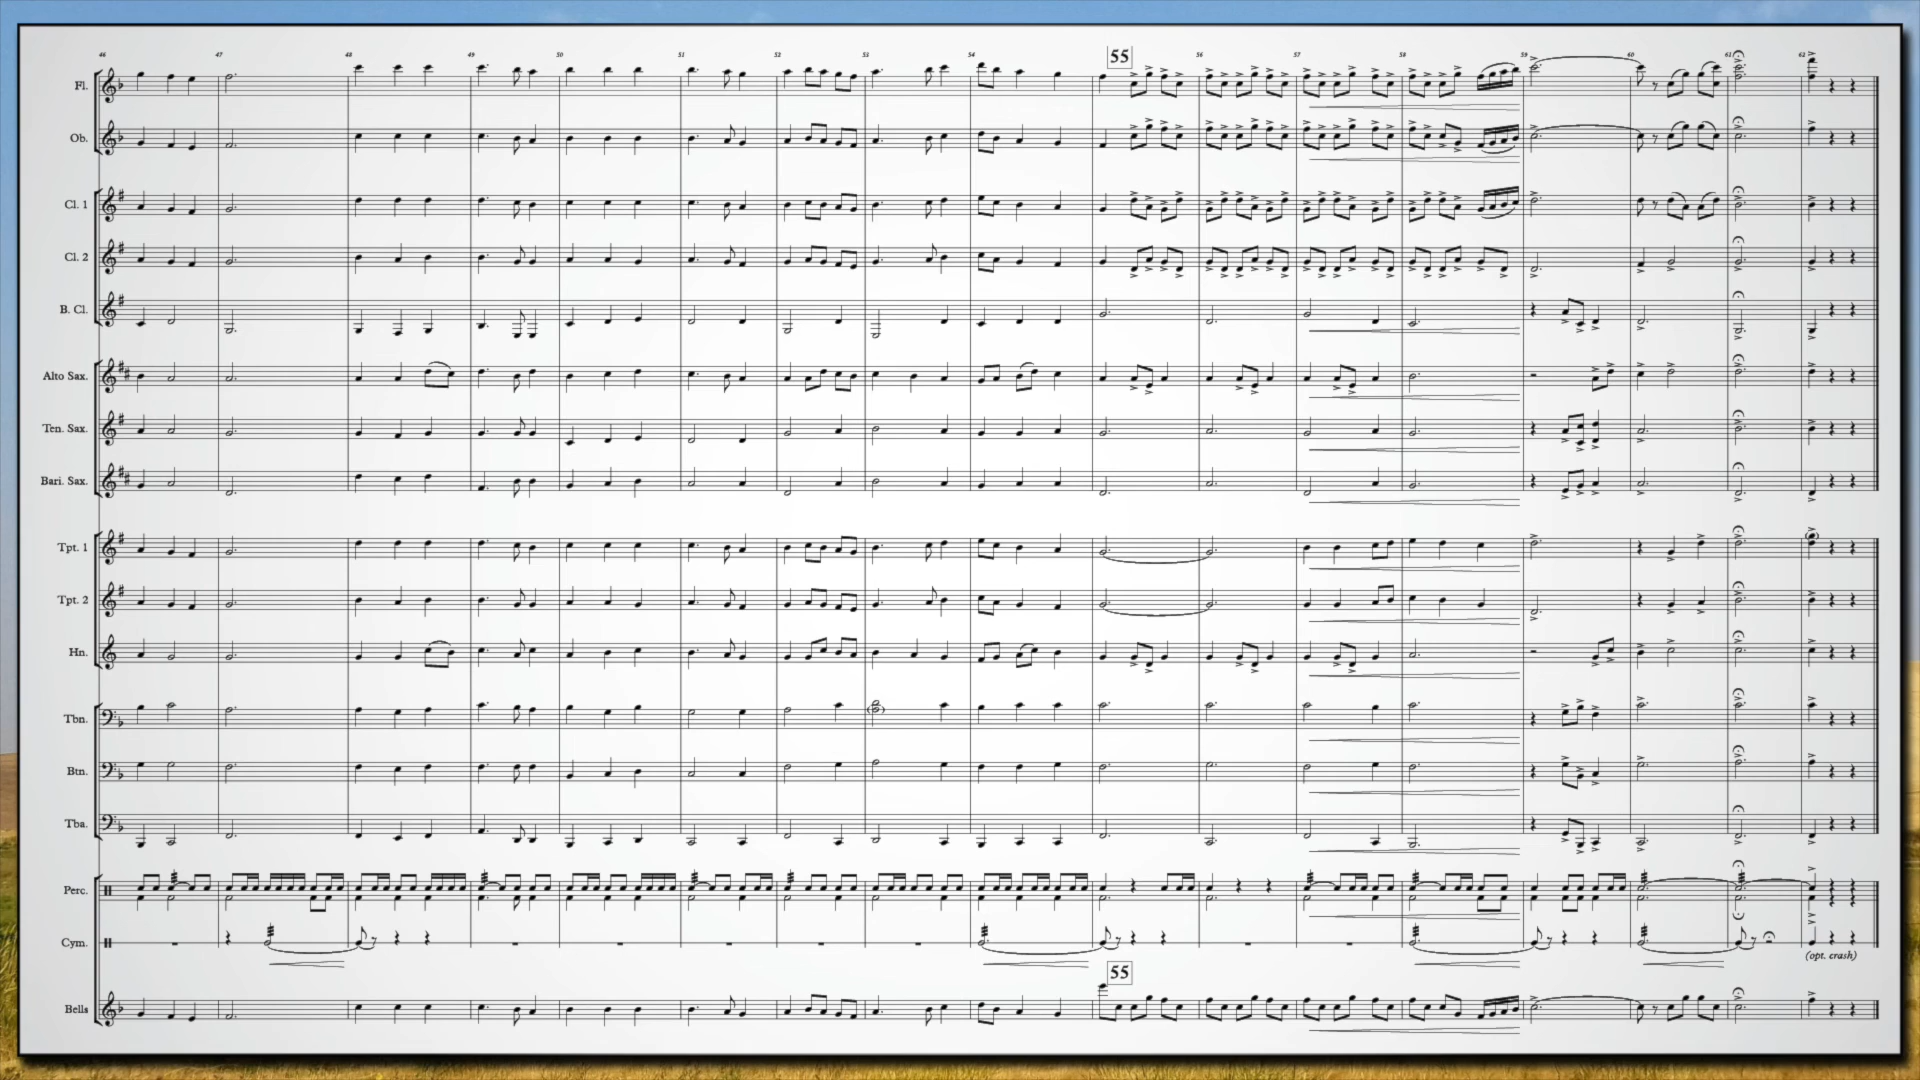 46 47 48 49 50 51 52 53 54 55 56 57 58 59 60 61 62
Fl.
Ob.
Cl. 1
Cl. 2
B. Cl.
Alto Sax.
Ten. Sax.
Bari. Sax.
Tpt. 1
Tpt. 2
Hn.
Tbn.
Btn.
Tba.
Perc.
Cym.
(opt. crash)
55
Bells